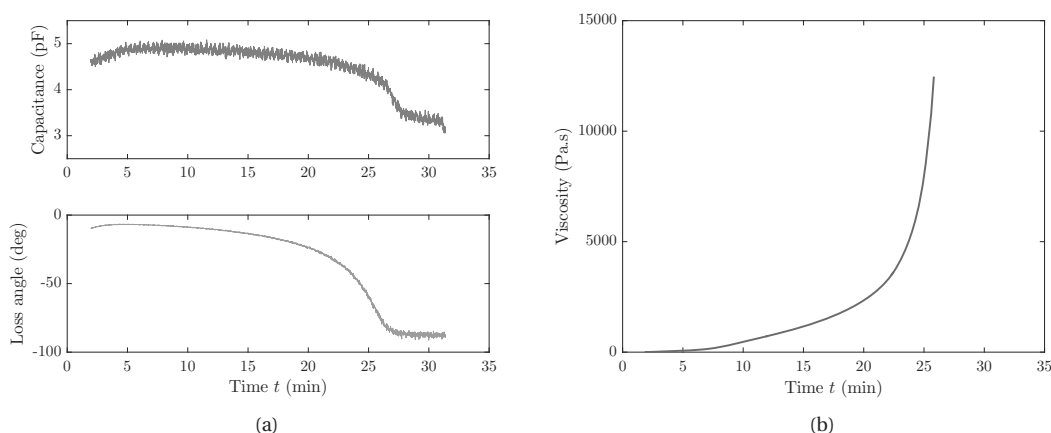 Capacitance (pF)
5
4
3
0 5 10 15 20 25 30 35
Loss angle (deg)
0
-50
-100
0 5 10 15 20 25 30 35
Time t (min)
(a)
Viscosity (Pa.s)
15000
10000
5000
0
0 5 10 15 20 25 30 35
Time t (min)
(b)